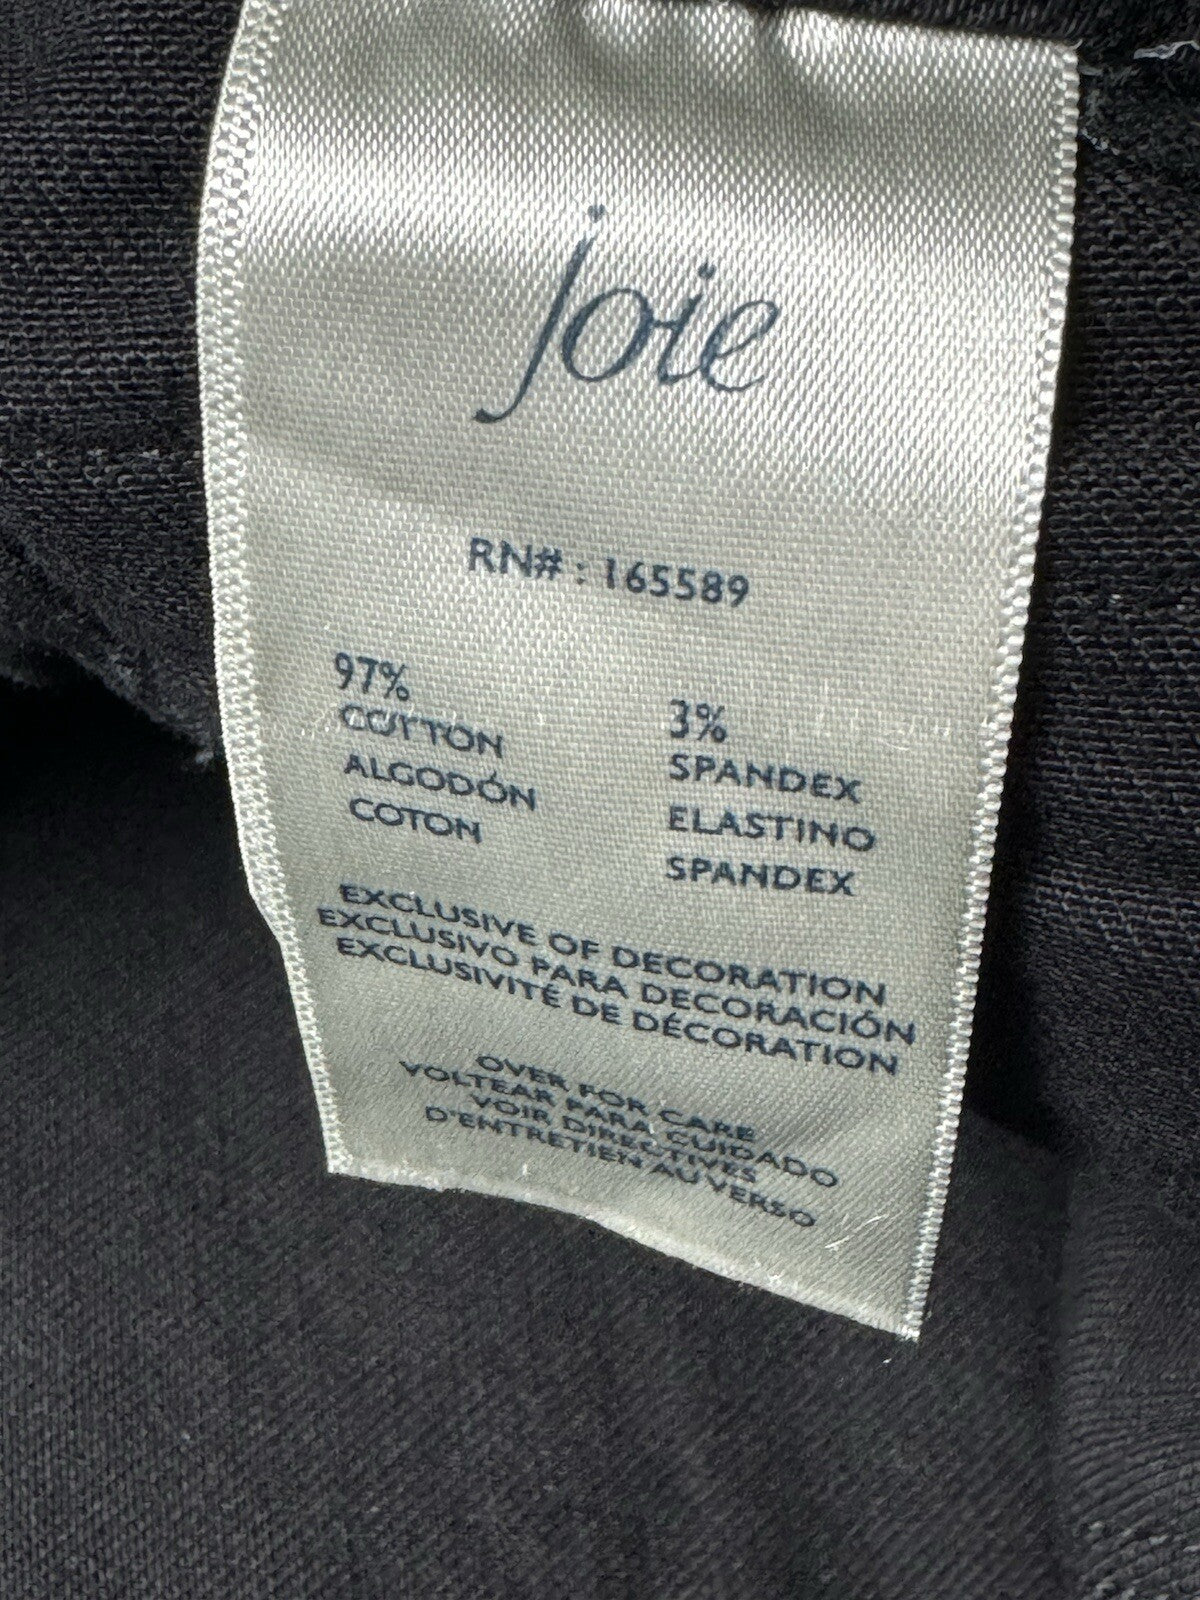 joie
RN# : 165589
97%
COTTON
ALGODÓN
COTON
3%
SPANDEX
ELASTINO
SPANDEX
EXCLUSIVE OF DECORATION
EXCLUSIVO PARA DECORACIÓN
EXCLUSIVITÉ DE DÉCORATION
OVER FOR CARE
VOLTEAR PARA CUIDADO
VOIR DIRECTIVES
D'ENTRETIEN AU VERSO